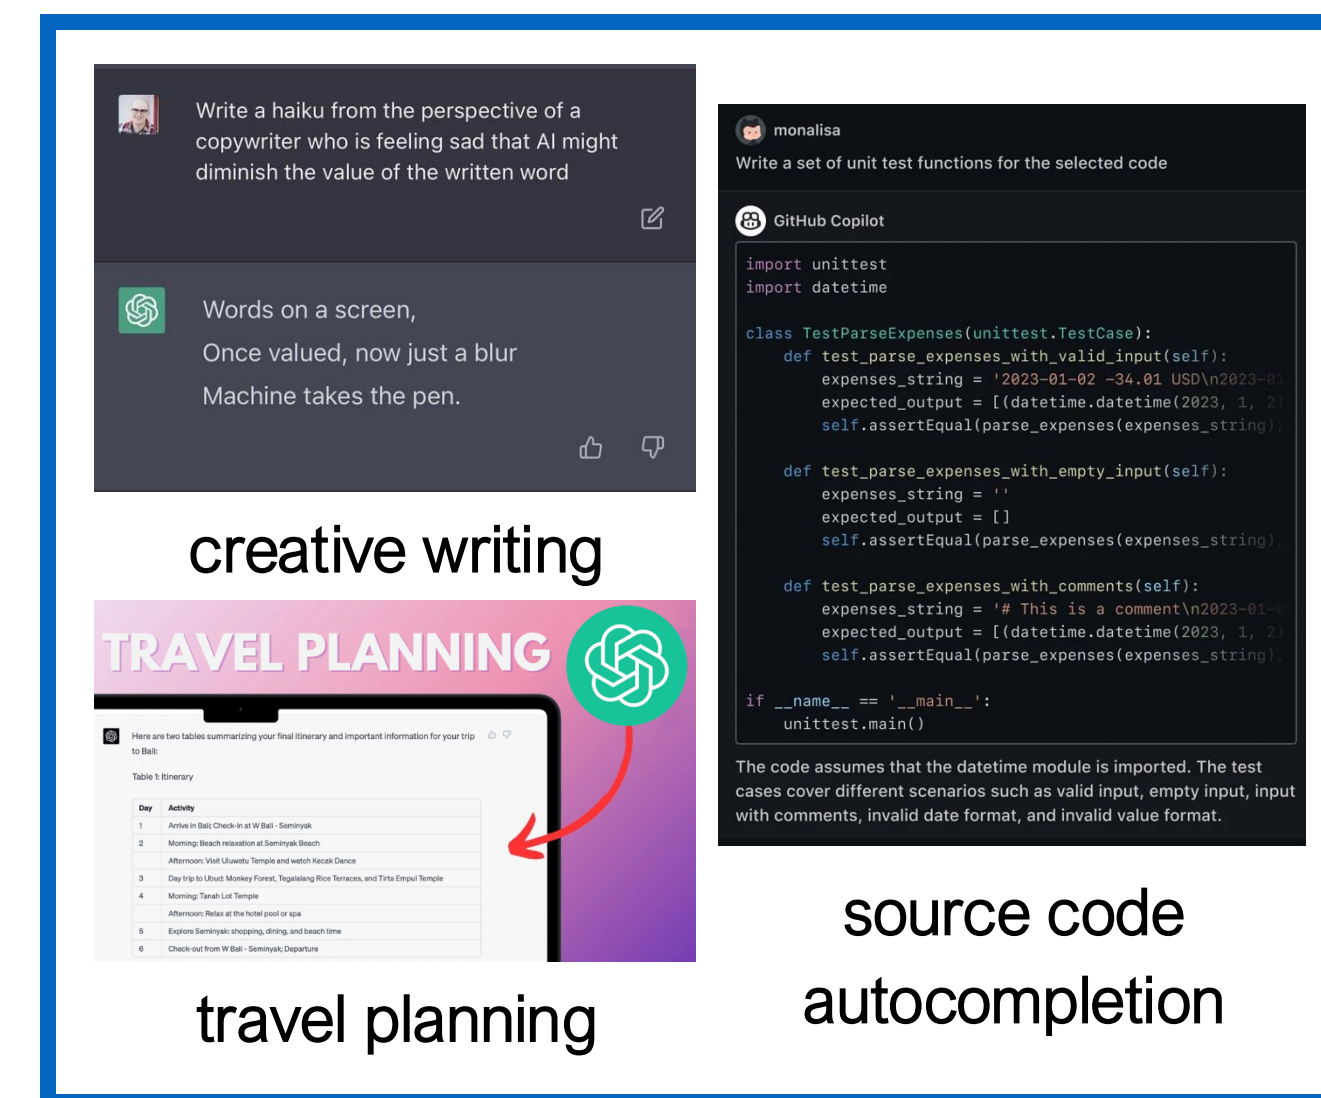 Write a haiku from the perspective of a
copywriter who is feeling sad that AI might
diminish the value of the written word
Words on a screen,
Once valued, now just a blur
Machine takes the pen.
creative writing
TRAVEL PLANNING
Here are two tables summarizing your final itinerary and important information for your trip
to Bali:
Table 1: Itinerary
Day Activity
1 Arrive in Bali; Check-in at W Bali - Seminyak
2 Morning: Beach relaxation at Seminyak Beach
Afternoon: Visit Uluwatu Temple and watch Kecak Dance
3 Day trip to Ubud: Monkey Forest, Tegalalang Rice Terraces, and Tirta Empul Temple
4 Morning: Tanah Lot Temple
Afternoon: Relax at the hotel pool or spa
5 Explore Seminyak: shopping, dining, and beach time
6 Check-out from W Bali - Seminyak; Departure
travel planning
monalisa
Write a set of unit test functions for the selected code
GitHub Copilot
import unittest
import datetime
class TestParseExpenses(unittest.TestCase):
def test_parse_expenses_with_valid_input(self):
expenses_string = '2023-01-02 -34.01 USD\n2023-01
expected_output = [(datetime.datetime(2023, 1, 2)
self.assertEqual(parse_expenses(expenses_string),
def test_parse_expenses_with_empty_input(self):
expenses_string = ''
expected_output = []
self.assertEqual(parse_expenses(expenses_string),
def test_parse_expenses_with_comments(self):
expenses_string = '# This is a comment\n2023-01-0
expected_output = [(datetime.datetime(2023, 1, 2)
self.assertEqual(parse_expenses(expenses_string),
if __name__ == '__main__':
unittest.main()
The code assumes that the datetime module is imported. The test
cases cover different scenarios such as valid input, empty input, input
with comments, invalid date format, and invalid value format.
source code
autocompletion